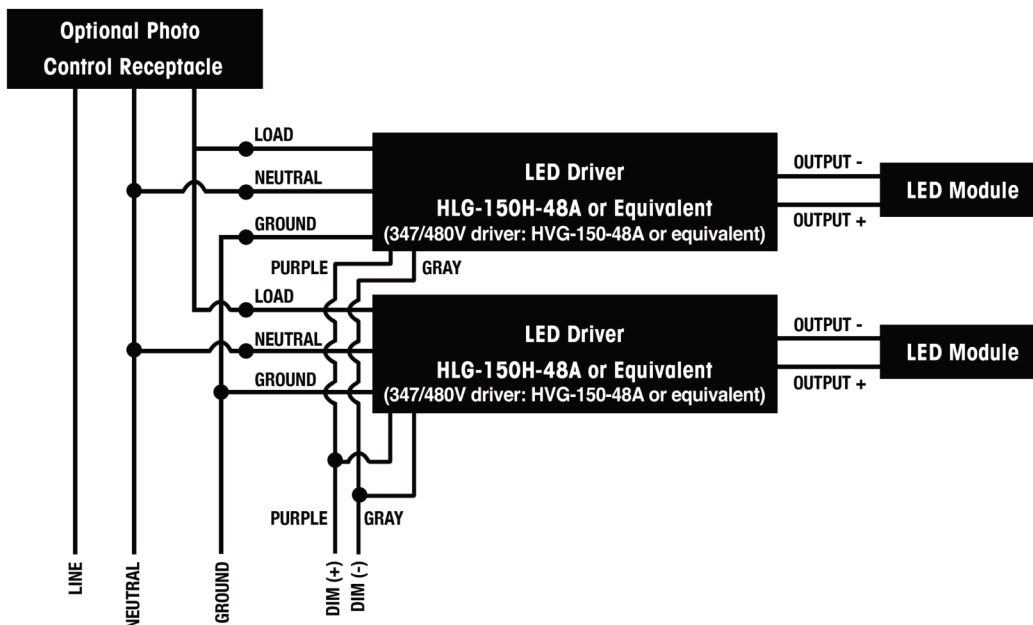 Optional Photo
Control Receptacle
LOAD
NEUTRAL
GROUND
LED Driver
HLG-150H-48A or Equivalent
(347/480V driver: HVG-150-48A or equivalent)
OUTPUT -
OUTPUT +
LED Module
PURPLE
GRAY
LOAD
NEUTRAL
GROUND
LED Driver
HLG-150H-48A or Equivalent
(347/480V driver: HVG-150-48A or equivalent)
OUTPUT -
OUTPUT +
LED Module
PURPLE
GRAY
LINE
NEUTRAL
GROUND
DIM (+)
DIM (-)